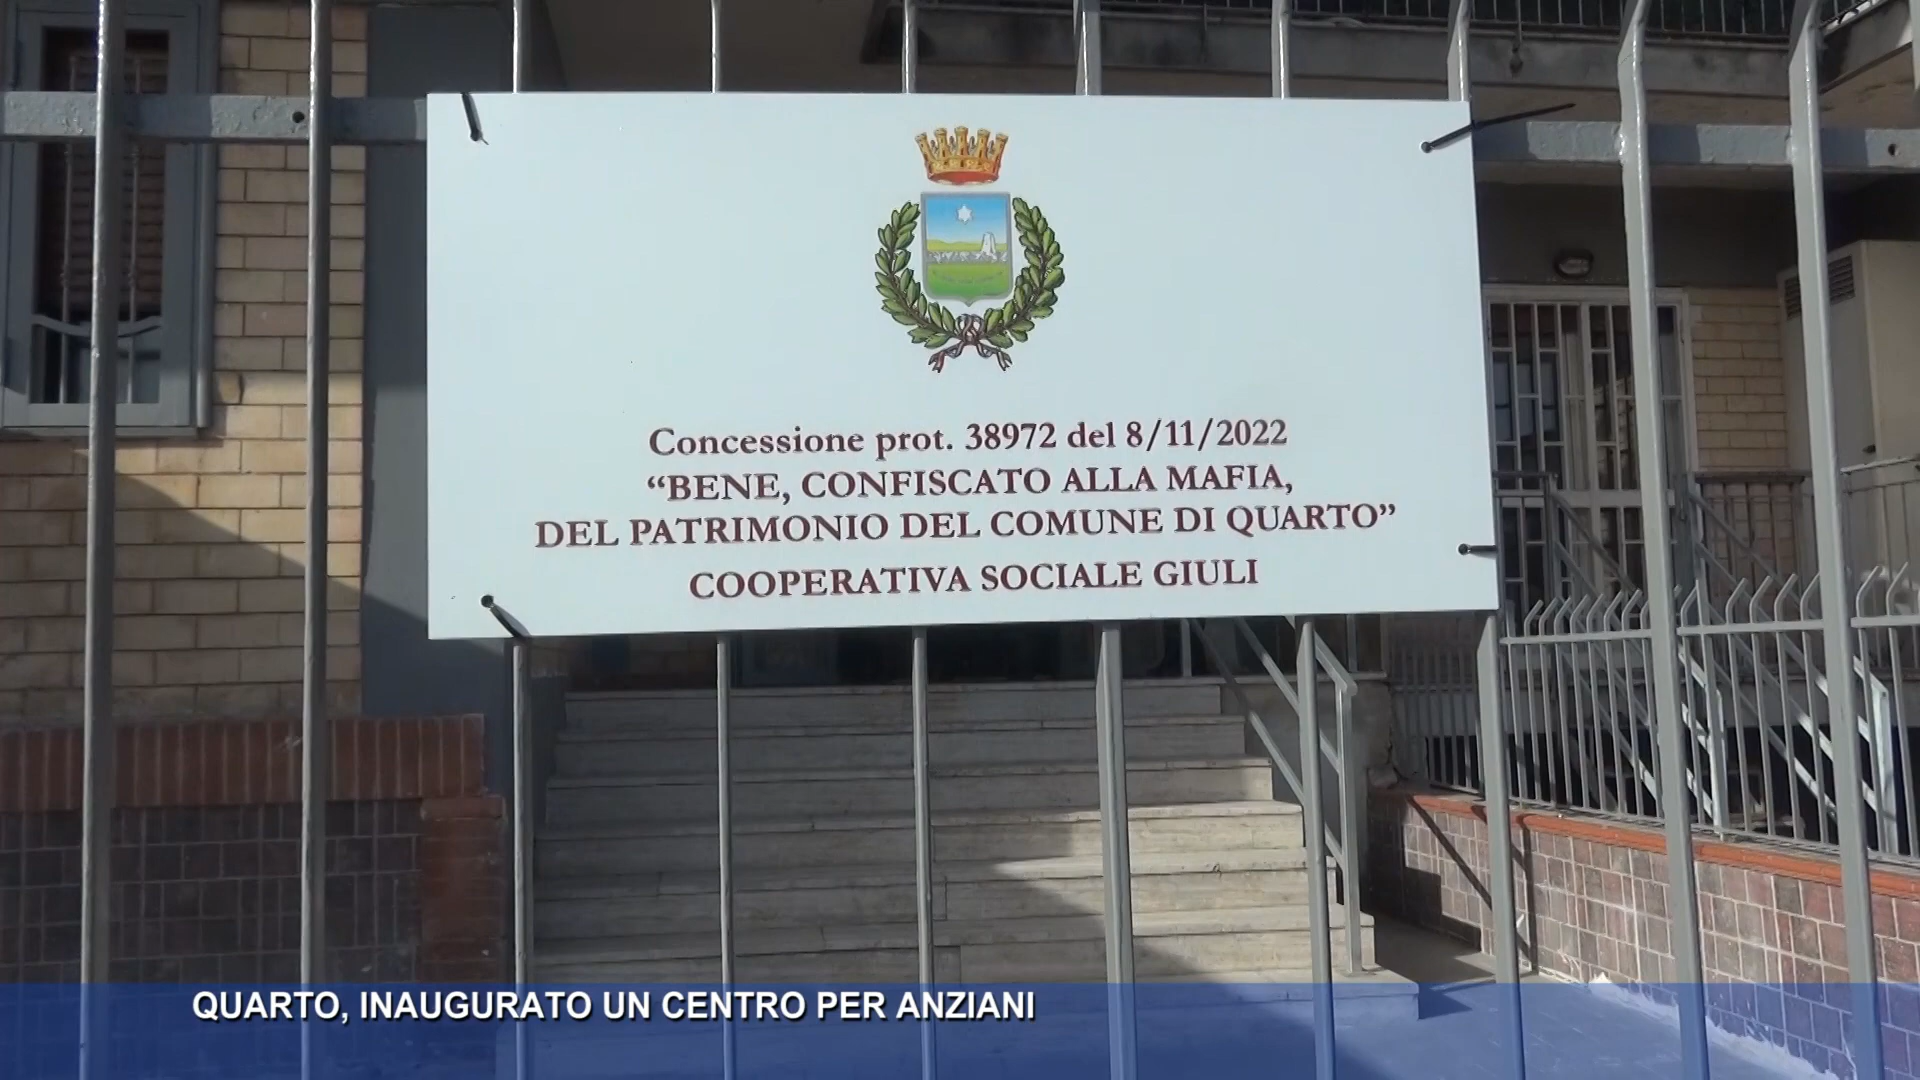 Concessione prot. 38972 del 8/11/2022
“BENE, CONFISCATO ALLA MAFIA,
DEL PATRIMONIO DEL COMUNE DI QUARTO”
COOPERATIVA SOCIALE GIULI
QUARTO, INAUGURATO UN CENTRO PER ANZIANI